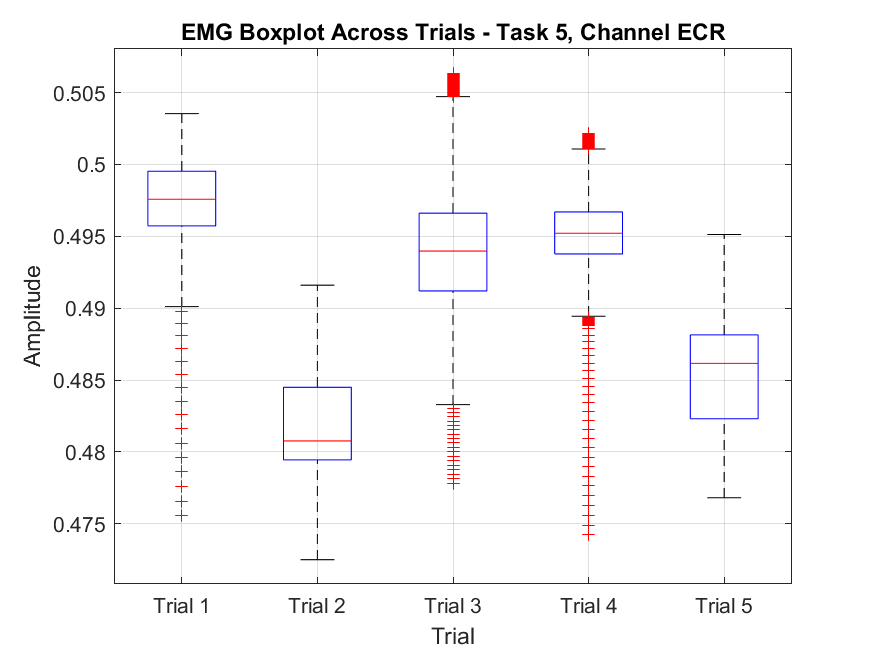 EMG Boxplot Across Trials - Task 5, Channel ECR
0.505
0.5
0.495
0.49
0.485
0.48
0.475
Amplitude
Trial 1 Trial 2 Trial 3 Trial 4 Trial 5
Trial